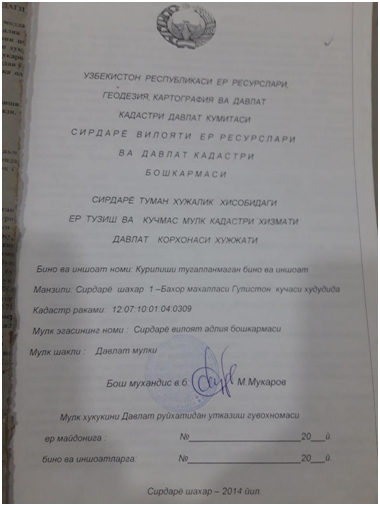 УЗБЕКИСТОН РЕСПУБЛИКАСИ ЕР РЕСУРСЛАРИ,
ГЕОДЕЗИЯ, КАРТОГРАФИЯ ВА ДАВЛАТ
КАДАСТРИ ДАВЛАТ КУМИТАСИ
СИРДАРЁ ВИЛОЯТИ ЕР РЕСУРСЛАРИ
ВА ДАВЛАТ КАДАСТРИ
БОШКАРМАСИ
СИРДАРЁ ТУМАН ХУЖАЛИК ХИСОБИДАГИ
ЕР ТУЗИШ ВА КУЧМАС МУЛК КАДАСТРИ ХИЗМАТИ
ДАВЛАТ КОРХОНАСИ ХУЖЖАТИ
Бино ва иншоат номи: Курилиши тугалланмаган бино ва иншоат
Манзили: Сирдарё шахар 1 –Бахор махалласи Гулистон кучаси худудида
Кадастр раками: 12:07:10:01:04:0309
Мулк эгасининг номи : Сирдарё вилоят адлия бошкармаси
Мулк шакли : Давлат мулки
Бош мухандис в.б. М.Мукаров
Мулк хукукини Давлат руйхатидан утказиш гувохномаси
ер майдонига : №____________________20___й.
бино ва иншоатларга: №____________________20___й.
Сирдарё шахар – 2014 йил.